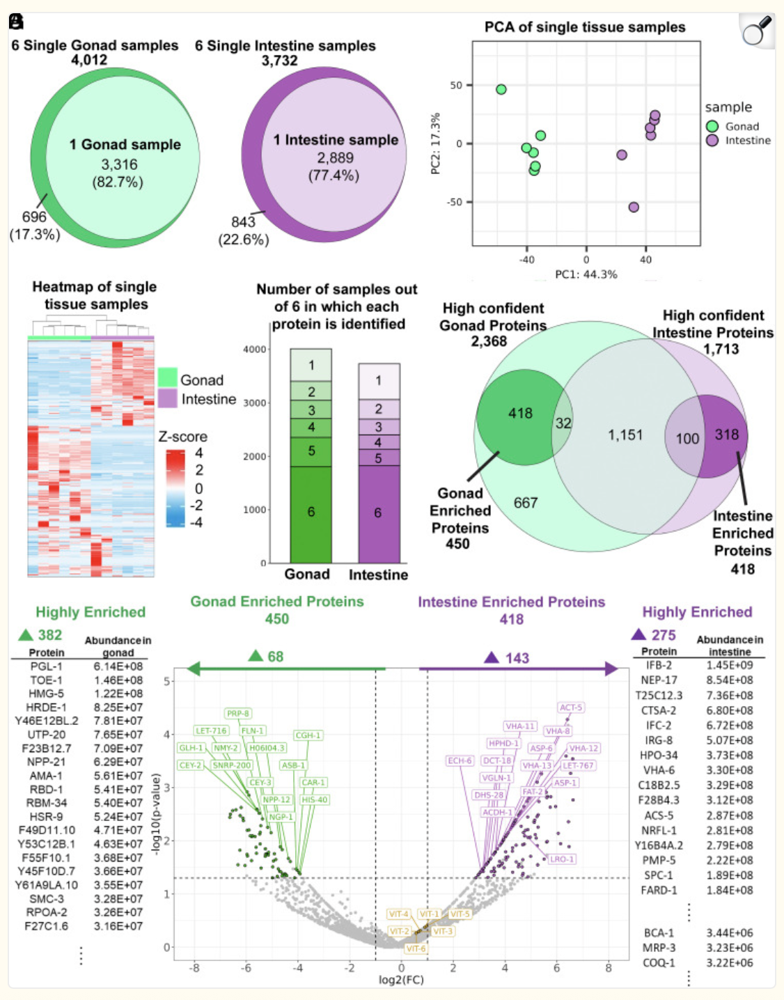 6 Single Gonad samples
4,012
1 Gonad sample
3,316
(82.7%)
696
(17.3%)
6 Single Intestine samples
3,732
1 Intestine sample
2,889
(77.4%)
843
(22.6%)
PCA of single tissue samples
50
0
-50
PC2: 17.3%
-40
0
40
PC1: 44.3%
sample
Gonad
Intestine
Heatmap of single
tissue samples
Gonad
Intestine
Z-score
4
2
0
-2
-4
Number of samples out
of 6 in which each
protein is identified
4000
3000
2000
1000
0
1
2
3
4
5
6
1
2
3
4
5
6
Gonad
Intestine
High confident
Gonad Proteins
2,368
High confident
Intestine Proteins
1,713
418
32
1,151
100
318
667
Gonad
Enriched
Proteins
450
Intestine
Enriched
Proteins
418
Highly Enriched
▲ 382
Protein
Abundance in
gonad
PGL-1 6.14E+08
TOE-1 1.46E+08
HMG-5 1.22E+08
HRDE-1 8.25E+07
Y46E12BL.2 7.81E+07
UTP-20 7.65E+07
F23B12.7 7.09E+07
NPP-21 6.29E+07
AMA-1 5.61E+07
RBD-1 5.41E+07
RBM-34 5.40E+07
HSR-9 5.24E+07
F49D11.10 4.71E+07
Y53C12B.1 4.63E+07
F55F10.1 3.68E+07
Y45F10D.7 3.66E+07
Y61A9LA.10 3.55E+07
SMC-3 3.28E+07
RPOA-2 3.26E+07
F27C1.6 3.16E+07
Gonad Enriched Proteins
450
Intestine Enriched Proteins
418
▲ 68
▲ 143
5
4
3
2
1
0
-log10(p-value)
PRP-8
LET-716
FLN-1
CGH-1
GLH-1
NMY-2
H06I04.3
CEY-2
SNRP-200
ASB-1
CEY-3
CAR-1
NPP-12
HIS-40
NGP-1
ACT-5
VHA-11
VHA-8
HPHD-1
ASP-6
VHA-12
ECH-6
DCT-18
VHA-13
LET-767
VGLN-1
ASP-1
DHS-28
FAT-2
ACDH-1
LRO-1
VIT-4
VIT-1
VIT-5
VIT-2
VIT-3
VIT-6
-8
-6
-4
-2
0
2
4
6
8
log2(FC)
Highly Enriched
▲ 275
Protein
Abundance in
intestine
IFB-2 1.45E+09
NEP-17 8.54E+08
T25C12.3 7.36E+08
CTSA-2 6.80E+08
IFC-2 6.72E+08
IRG-8 5.07E+08
HPO-34 3.73E+08
VHA-6 3.30E+08
C18B2.5 3.29E+08
F28B4.3 3.12E+08
ACS-5 2.87E+08
NRFL-1 2.81E+08
Y16B4A.2 2.79E+08
PMP-5 2.22E+08
SPC-1 1.89E+08
FARD-1 1.84E+08
BCA-1 3.44E+06
MRP-3 3.23E+06
COQ-1 3.22E+06